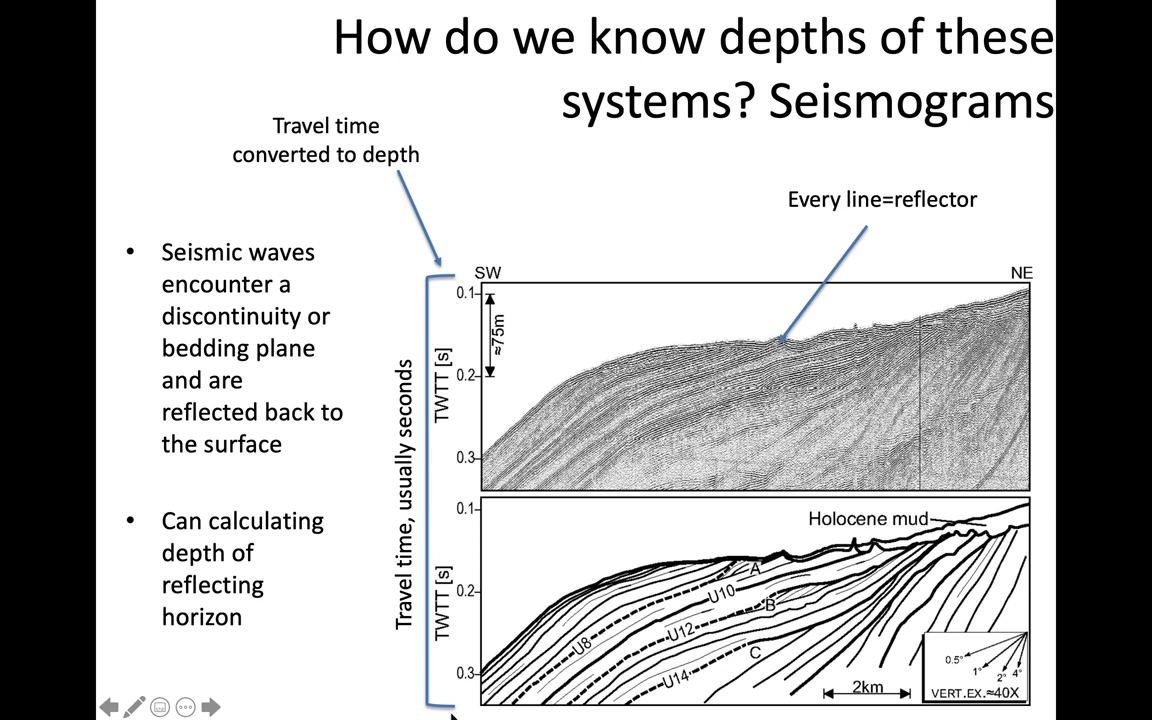 How do we know depths of these
systems? Seismograms
Travel time
converted to depth
Every line=reflector
• Seismic waves
encounter a
discontinuity or
bedding plane
and are
reflected back to
the surface
• Can calculating
depth of
reflecting
horizon
Travel time, usually seconds
SW
NE
0.1
≈75m
0.2
TWTT [s]
0.3
0.1
Holocene mud
A
0.2
U10
B
TWTT [s]
U12
U8
C
0.3
U14
2km
0.5°
1°
2° 4°
VERT.EX.≈40X